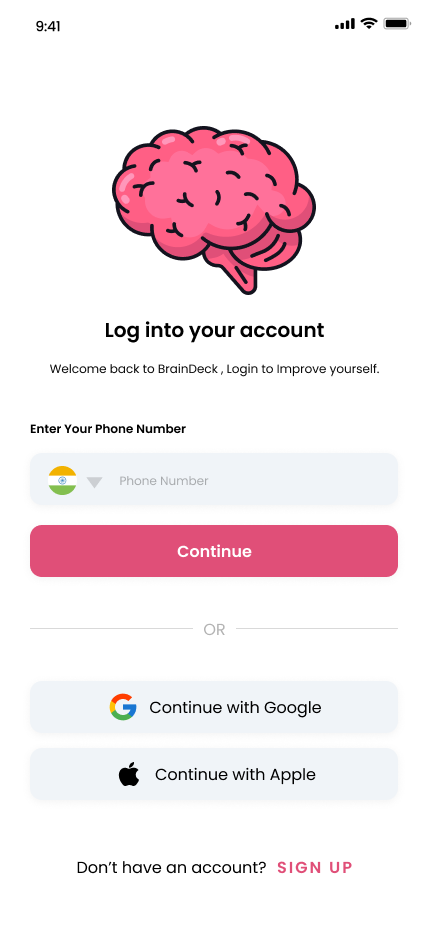 9:41
Log into your account
Welcome back to BrainDeck , Login to Improve yourself.
Enter Your Phone Number
Phone Number
Continue
OR
Continue with Google
Continue with Apple
Don’t have an account? SIGN UP